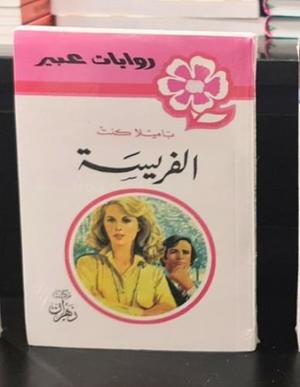 روايات عبير
باميلا كنت
الفريسة
زهران